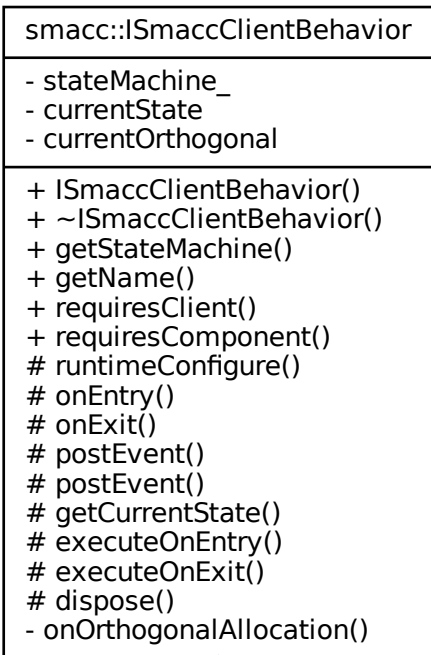 smacc::ISmaccClientBehavior
- stateMachine_
- currentState
- currentOrthogonal
+ ISmaccClientBehavior()
+ ~ISmaccClientBehavior()
+ getStateMachine()
+ getName()
+ requiresClient()
+ requiresComponent()
# runtimeConfigure()
# onEntry()
# onExit()
# postEvent()
# postEvent()
# getCurrentState()
# executeOnEntry()
# executeOnExit()
# dispose()
- onOrthogonalAllocation()